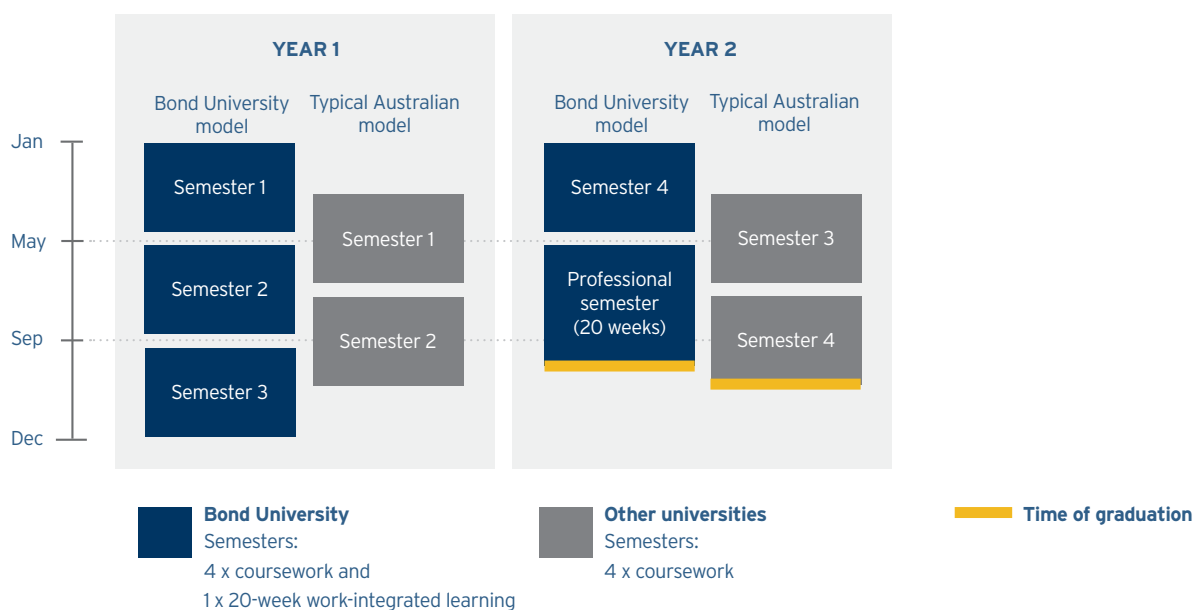 YEAR 1
Bond University
model
Typical Australian
model
Jan
May
Sep
Dec
Semester 1
Semester 2
Semester 3
Semester 1
Semester 2
YEAR 2
Bond University
model
Typical Australian
model
Semester 4
Professional
semester
(20 weeks)
Semester 3
Semester 4
Bond University
Semesters:
4 x coursework and
1 x 20-week work-integrated learning
Other universities
Semesters:
4 x coursework
Time of graduation